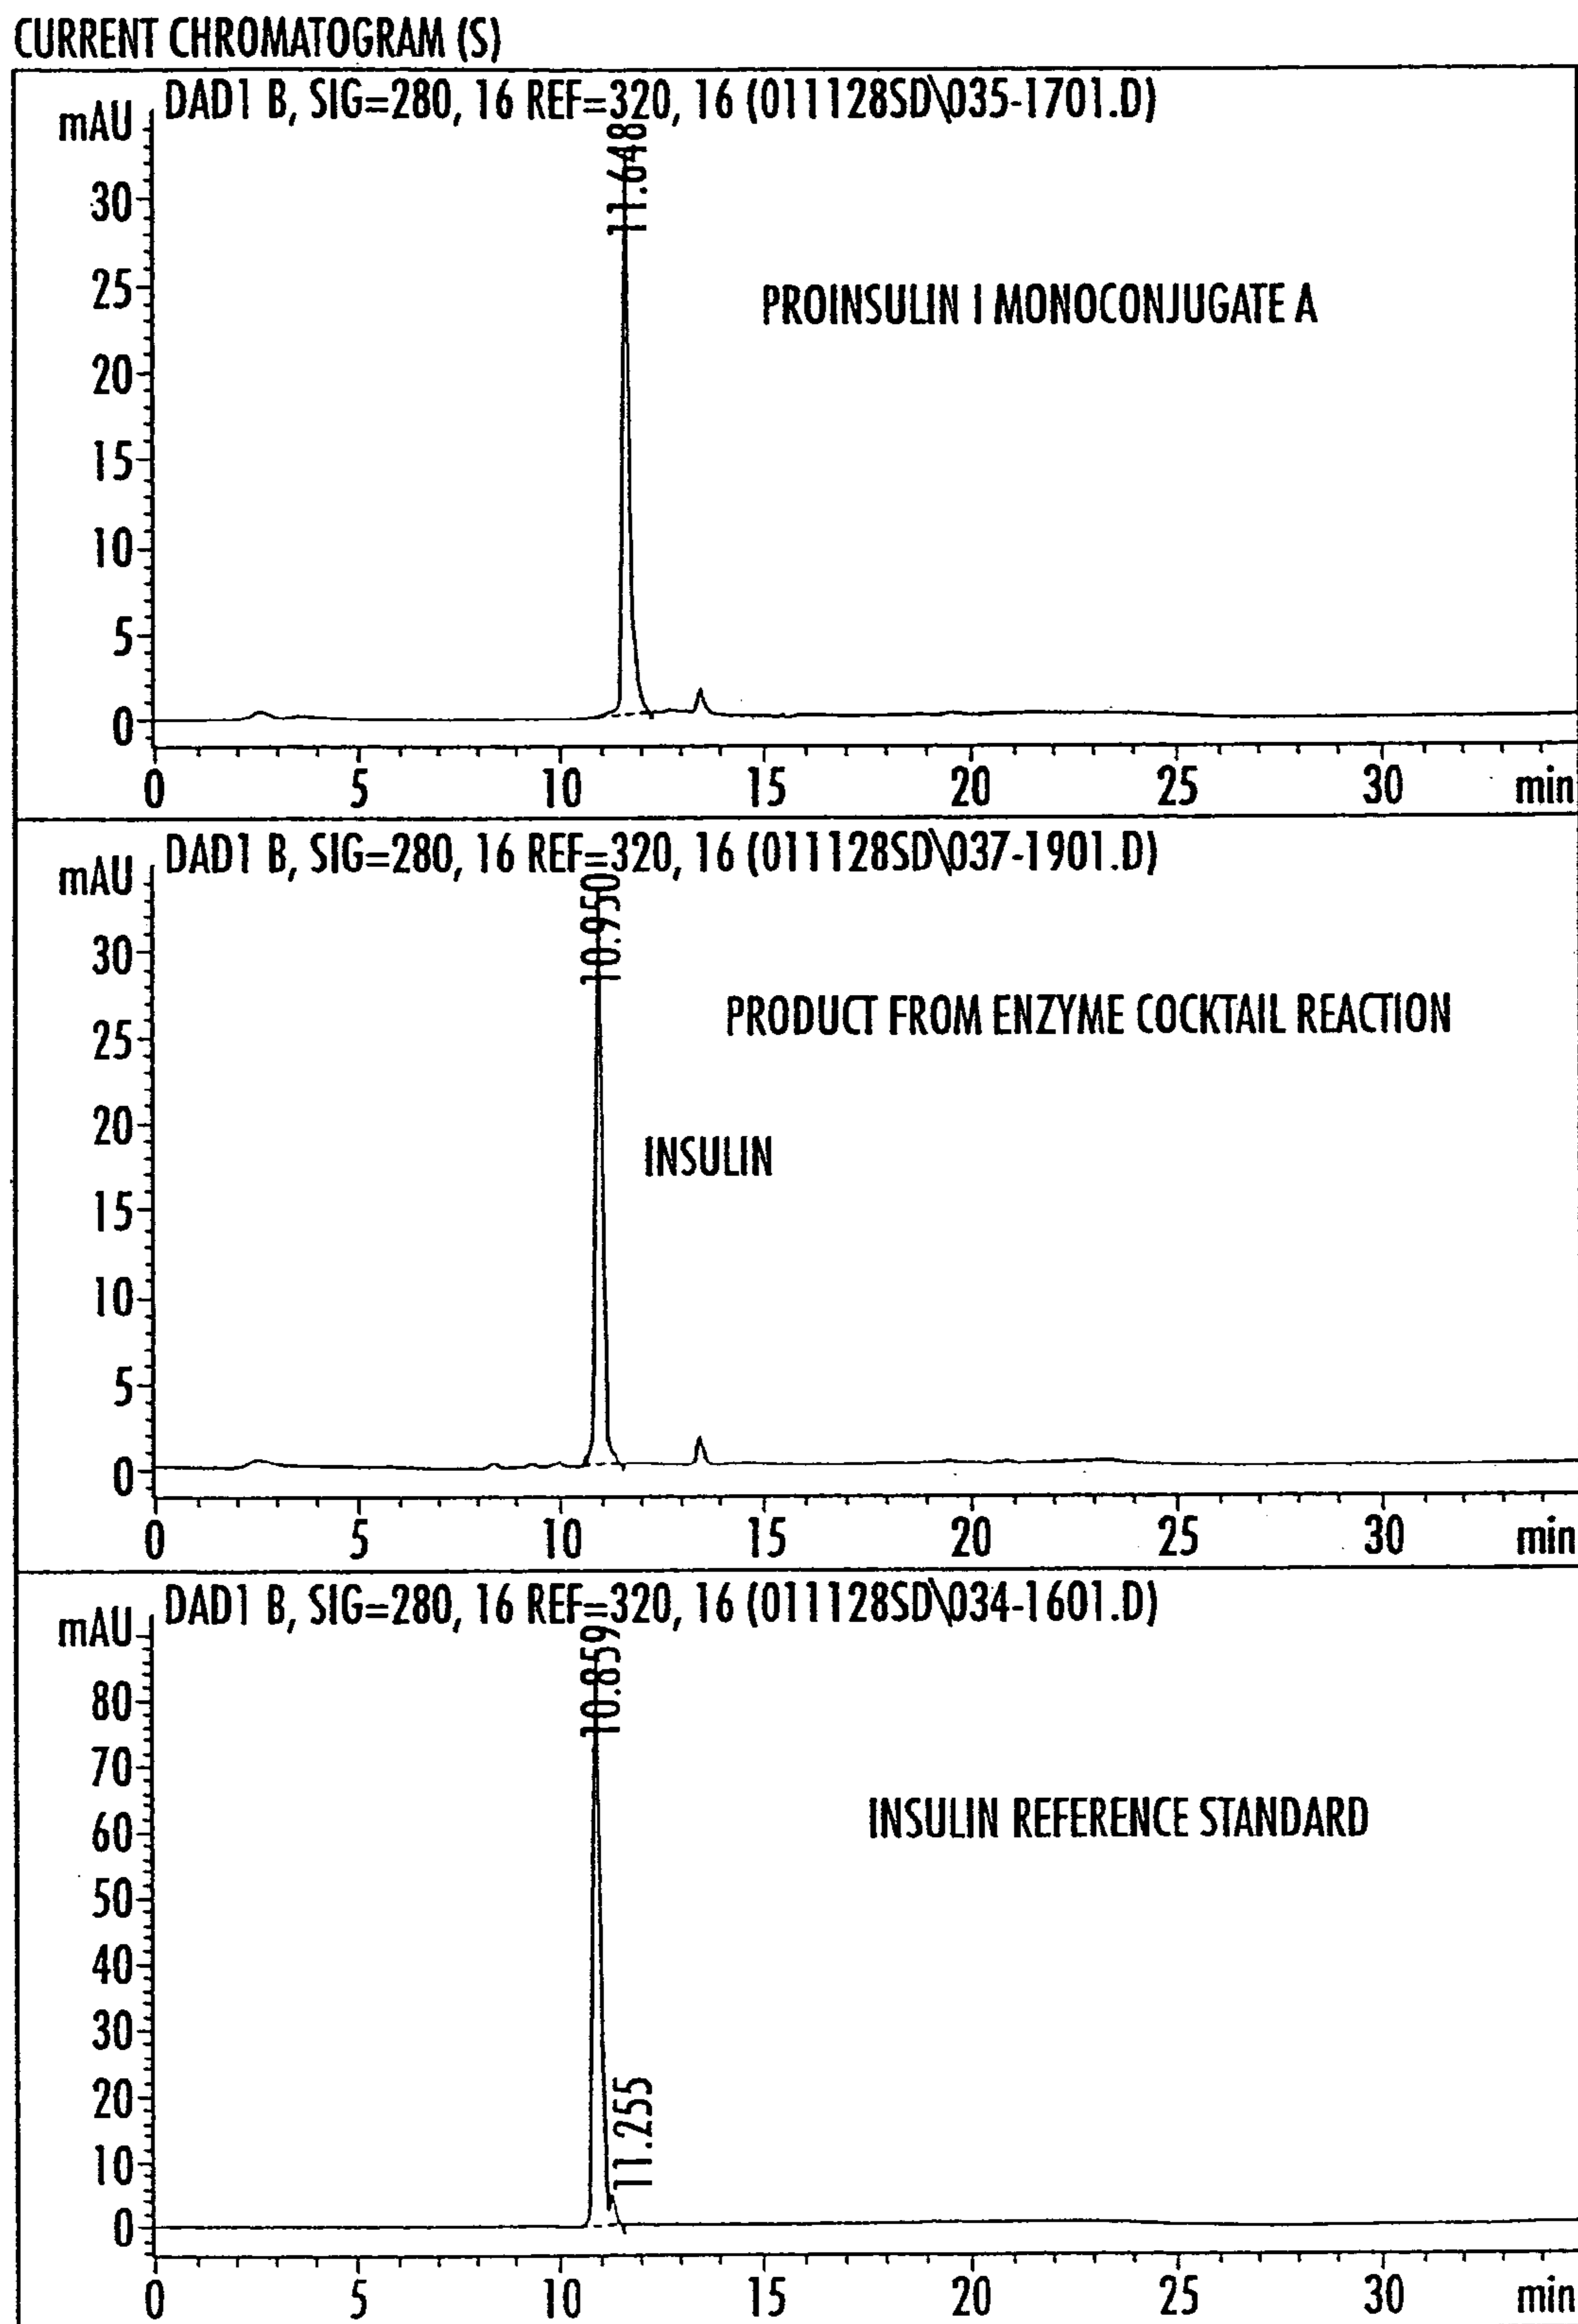 CURRENT CHROMATOGRAM (S)
DAD1 B, SIG=280, 16 REF=320, 16 (011128SD\035-1701.D)
mAU
11.648
30
25
PROINSULIN I MONOCONJUGATE A
20
15
10
5
0
0 5 10 15 20 25 30 min
DAD1 B, SIG=280, 16 REF=320, 16 (011128SD\037-1901.D)
mAU
10.950
30
PRODUCT FROM ENZYME COCKTAIL REACTION
25
20
INSULIN
15
10
5
0
0 5 10 15 20 25 30 min
DAD1 B, SIG=280, 16 REF=320, 16 (011128SD\034-1601.D)
mAU
10.859
80
70
INSULIN REFERENCE STANDARD
60
50
40
30
20
11.255
10
0
0 5 10 15 20 25 30 min